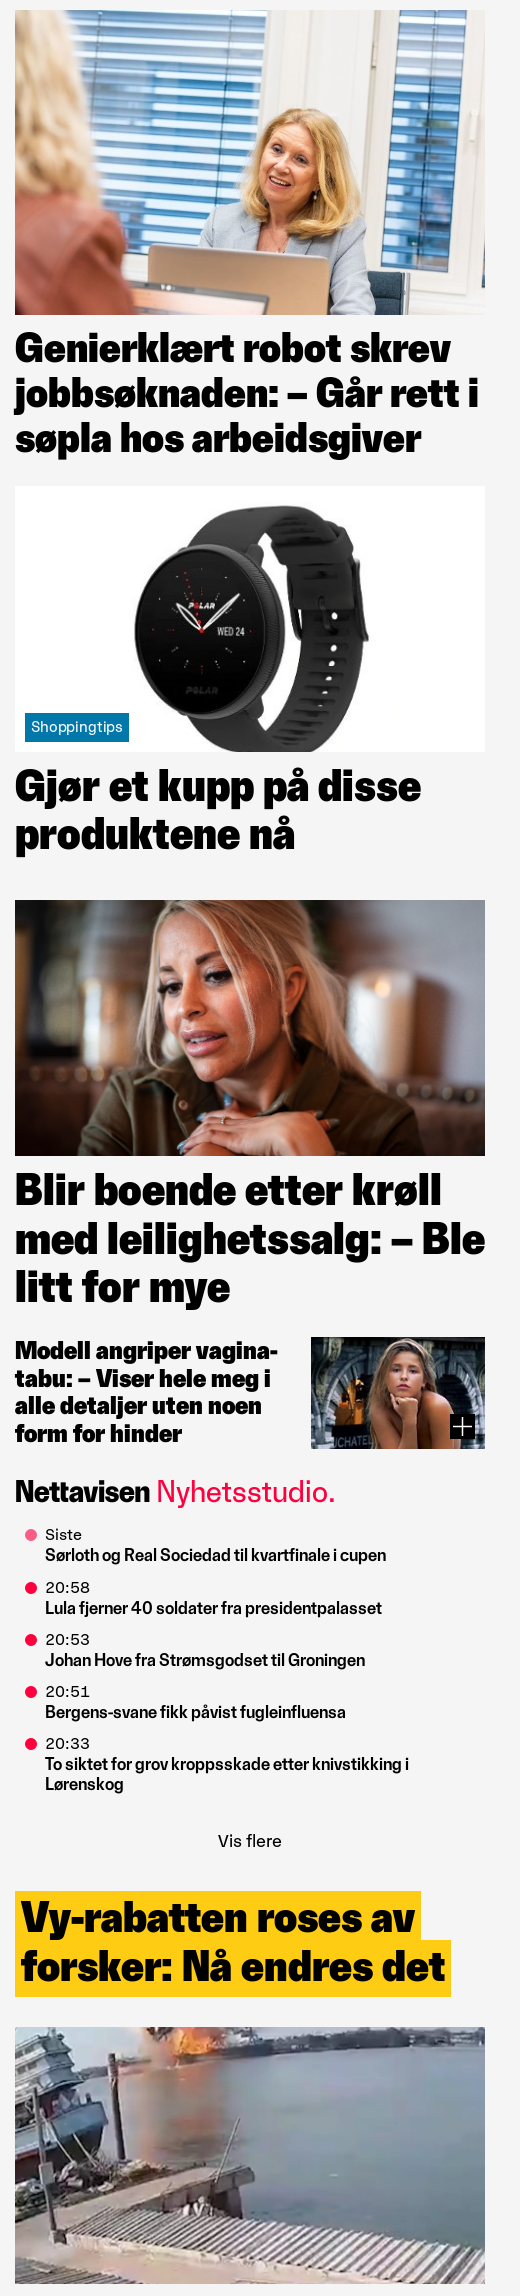 Genierklært robot skrev
jobbsøknaden: – Går rett i
søpla hos arbeidsgiver
POLAR
WED 24
POLAR
Shoppingtips
Gjør et kupp på disse
produktene nå
Blir boende etter krøll
med leilighetssalg: – Ble
litt for mye
Modell angriper vagina-
tabu: – Viser hele meg i
alle detaljer uten noen
form for hinder
UCHATEL
Nettavisen Nyhetsstudio.
Siste
Sørloth og Real Sociedad til kvartfinale i cupen
20:58
Lula fjerner 40 soldater fra presidentpalasset
20:53
Johan Hove fra Strømsgodset til Groningen
20:51
Bergens-svane fikk påvist fugleinfluensa
20:33
To siktet for grov kroppsskade etter knivstikking i
Lørenskog
Vis flere
Vy-rabatten roses av
forsker: Nå endres det